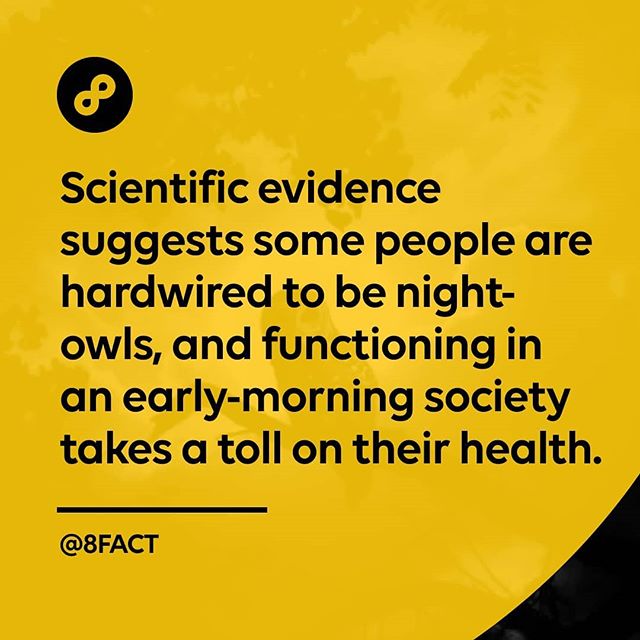 Scientific evidence
suggests some people are
hardwired to be night-
owls, and functioning in
an early-morning society
takes a toll on their health.
@8FACT